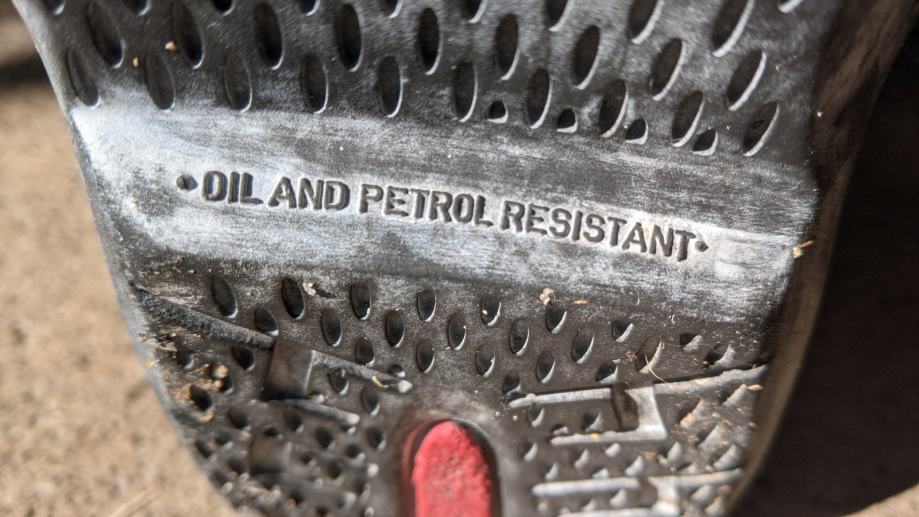 •OIL AND PETROL RESISTANT•